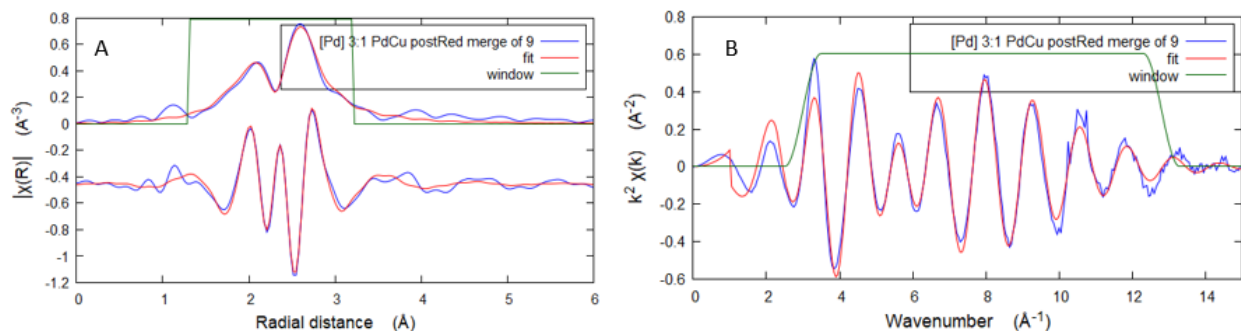 A
[Pd] 3:1 PdCu postRed merge of 9
fit
window
|χ(R)| (A⁻³)
0.8
0.6
0.4
0.2
0
-0.2
-0.4
-0.6
-0.8
-1
-1.2
0 1 2 3 4 5 6
Radial distance (Å)
B
[Pd] 3:1 PdCu postRed merge of 9
fit
window
k² χ(k) (A⁻²)
0.8
0.6
0.4
0.2
0
-0.2
-0.4
-0.6
0 2 4 6 8 10 12 14
Wavenumber (Å⁻¹)